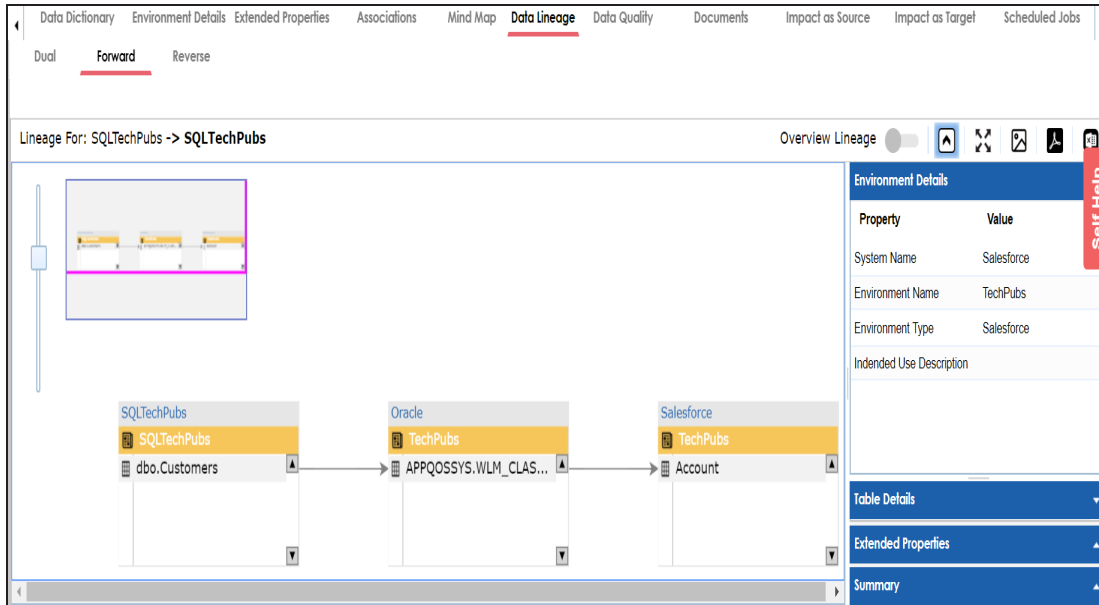 Data Dictionary Environment Details Extended Properties Associations Mind Map Data Lineage Data Quality Documents Impact as Source Impact as Target Scheduled Jobs
Dual Forward Reverse
Lineage For: SQLTechPubs -> SQLTechPubs
Overview Lineage
Self Help
Environment Details
Property Value
System Name Salesforce
Environment Name TechPubs
Environment Type Salesforce
Indended Use Description
SQLTechPubs
SQLTechPubs
dbo.Customers
Oracle
TechPubs
APPQOSSYS.WLM_CLAS...
Salesforce
TechPubs
Account
Table Details
Extended Properties
Summary